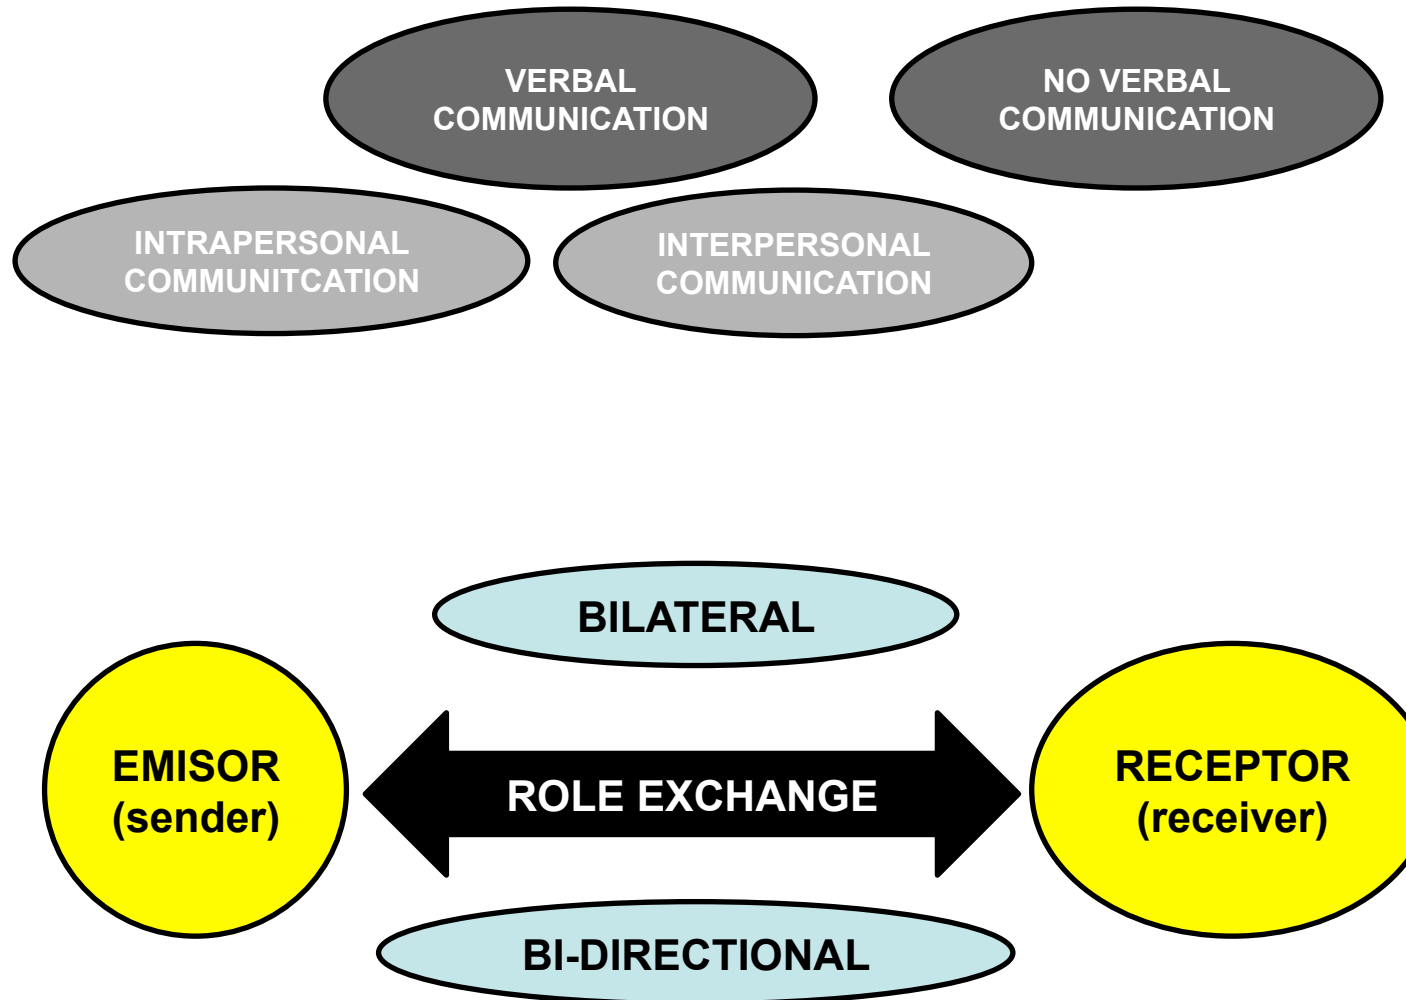 VERBAL
COMMUNICATION
NO VERBAL
COMMUNICATION
INTRAPERSONAL
COMMUNITCATION
INTERPERSONAL
COMMUNICATION
BILATERAL
EMISOR
(sender)
ROLE EXCHANGE
RECEPTOR
(receiver)
BI-DIRECTIONAL